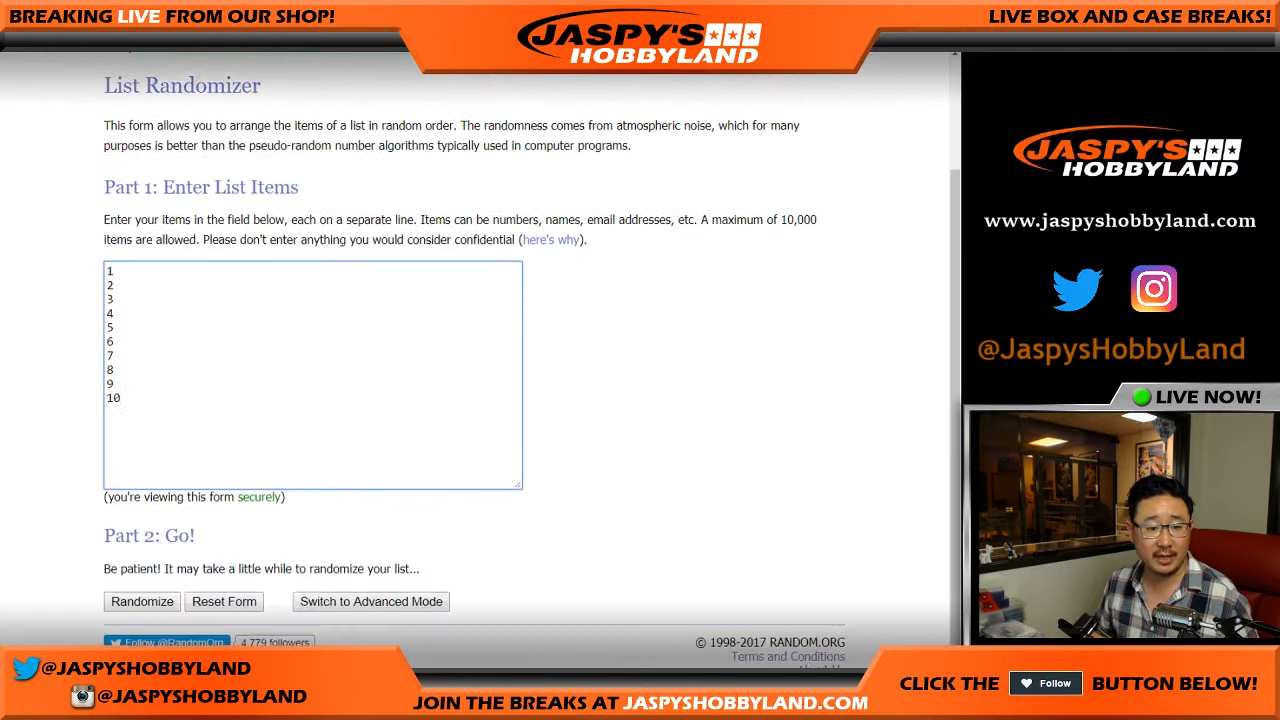 BREAKING LIVE FROM OUR SHOP!
JASPY'S
HOBBYLAND
LIVE BOX AND CASE BREAKS!
List Randomizer
This form allows you to arrange the items of a list in random order. The randomness comes from atmospheric noise, which for many
purposes is better than the pseudo-random number algorithms typically used in computer programs.
Part 1: Enter List Items
Enter your items in the field below, each on a separate line. Items can be numbers, names, email addresses, etc. A maximum of 10,000
items are allowed. Please don't enter anything you would consider confidential (here's why).
1
2
3
4
5
6
7
8
9
10
(you're viewing this form securely)
Part 2: Go!
Be patient! It may take a little while to randomize your list...
Randomize Reset Form Switch to Advanced Mode
Follow @RandomOrg 4,779 followers
© 1998-2017 RANDOM.ORG
Terms and Conditions
JASPY'S
HOBBYLAND
www.jaspyshobbyland.com
@JaspysHobbyLand
LIVE NOW!
@JASPYSHOBBYLAND
@JASPYSHOBBYLAND
JOIN THE BREAKS AT JASPYSHOBBYLAND.COM
CLICK THE Follow BUTTON BELOW!